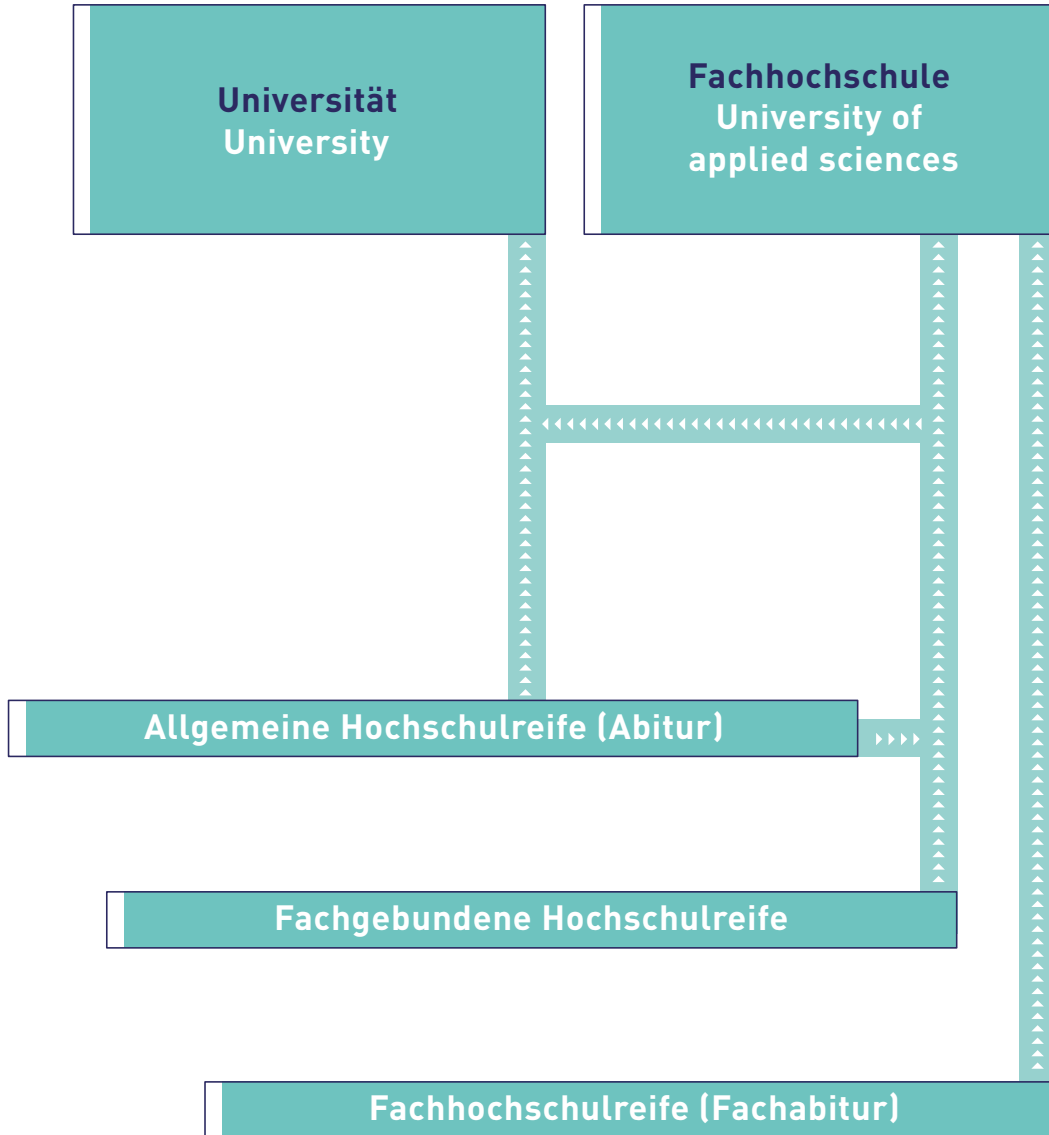 Universität
University
Fachhochschule
University of
applied sciences
Allgemeine Hochschulreife (Abitur)
Fachgebundene Hochschulreife
Fachhochschulreife (Fachabitur)